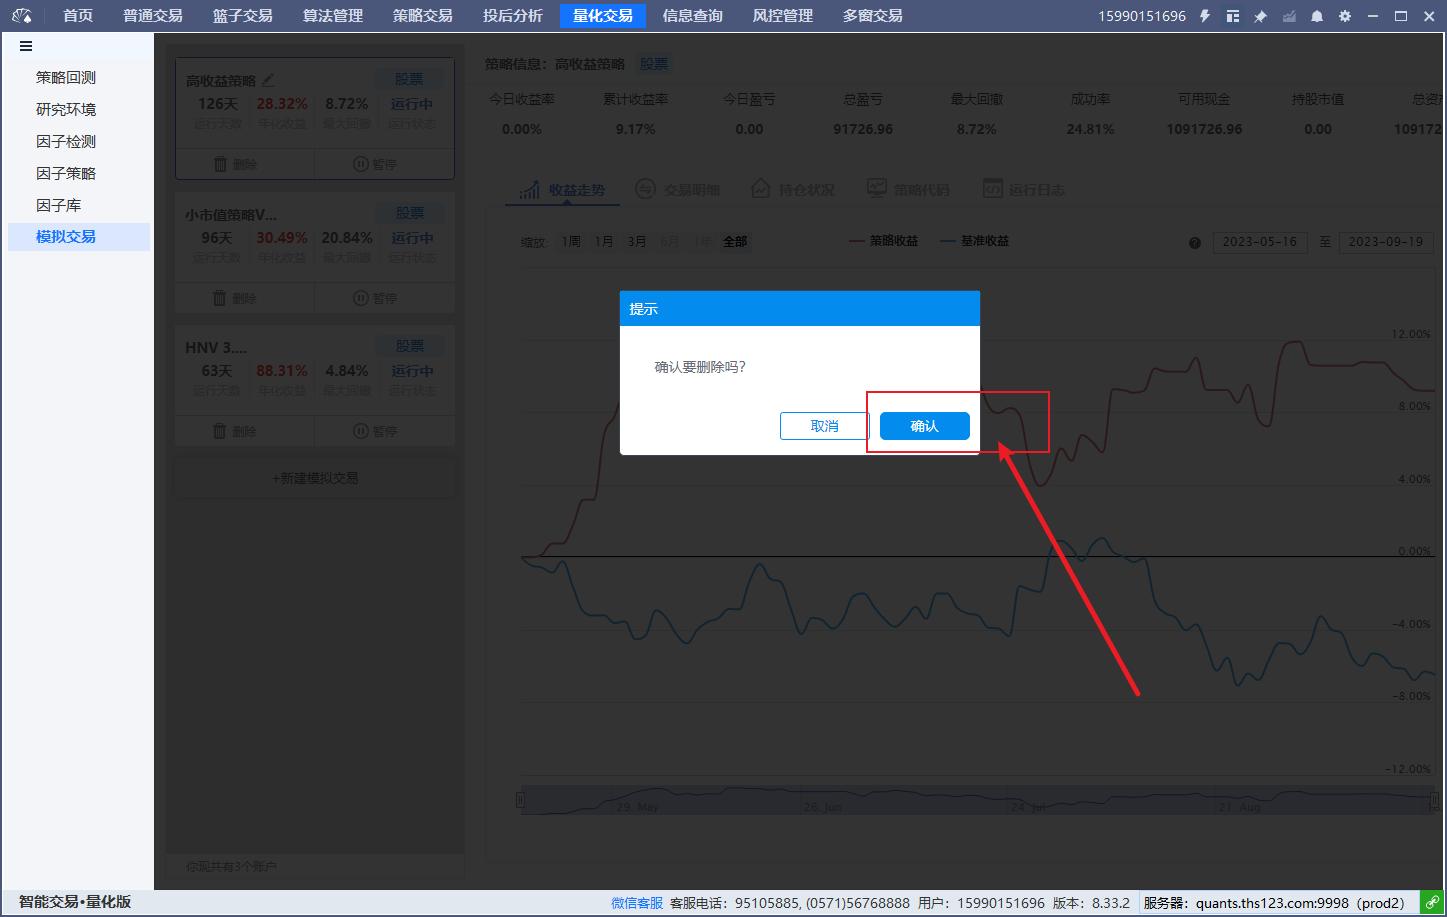 首页 普通交易 篮子交易 算法管理 策略交易 投后分析 量化交易 信息查询 风控管理 多窗交易 15990151696
策略回测
研究环境
因子检测
因子策略
因子库
模拟交易
高收益策略 股票
126天 28.32% 8.72% 运行中
运行天数 年化收益 最大回撤 运行状态
删除 暂停
小市值策略V... 股票
96天 30.49% 20.84% 运行中
运行天数 年化收益 最大回撤 运行状态
删除 暂停
HNV 3.... 股票
63天 88.31% 4.84% 运行中
运行天数 年化收益 最大回撤 运行状态
删除 暂停
+新建模拟交易
你现共有3个账户
策略信息：高收益策略 股票
今日收益率 累计收益率 今日盈亏 总盈亏 最大回撤 成功率 可用现金 持股市值 总资
0.00% 9.17% 0.00 91726.96 8.72% 24.81% 1091726.96 0.00 109172
收益走势 交易明细 持仓状况 策略代码 运行日志
缩放: 1周 1月 3月 6月 1年 全部 策略收益 基准收益 2023-05-16 至 2023-09-19
12.00%
8.00%
4.00%
0.00%
-4.00%
-8.00%
-12.00%
29. May 26. Jun 24. Jul 21. Aug
提示
确认要删除吗?
取消 确认
智能交易•量化版 微信客服 客服电话：95105885, (0571)56768888 用户：15990151696 版本：8.33.2 服务器：quants.ths123.com:9998（prod2）